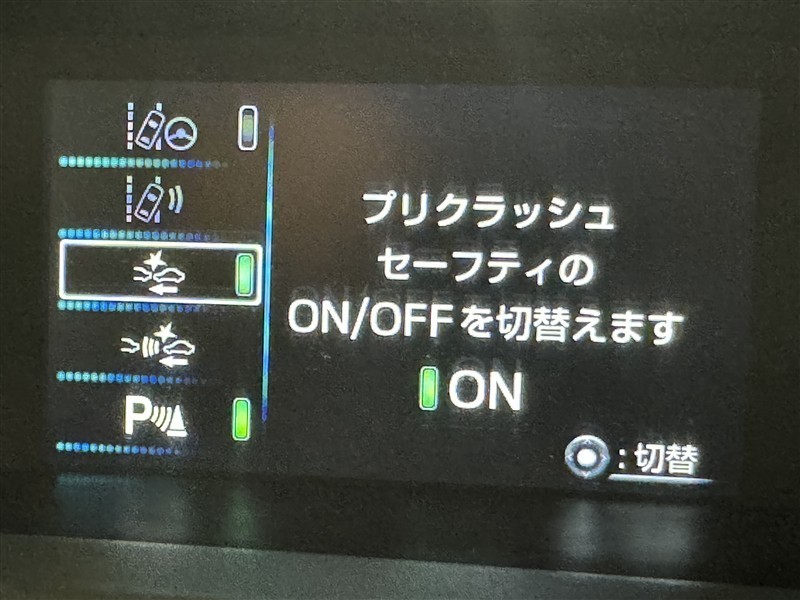 プリクラッシュ
セーフティの
ON/OFFを切替えます
ON
P
:切替